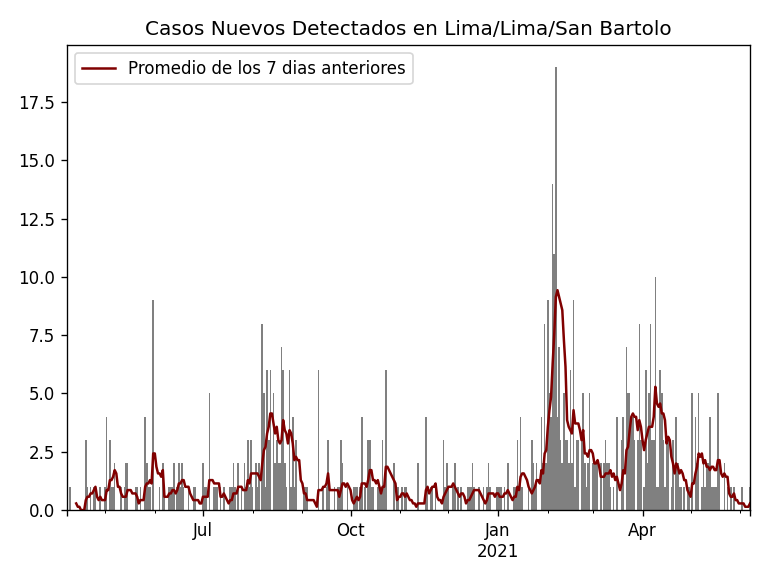 Casos Nuevos Detectados en Lima/Lima/San Bartolo
Promedio de los 7 dias anteriores
17.5
15.0
12.5
10.0
7.5
5.0
2.5
0.0
Jul
Oct
Jan
Apr
2021